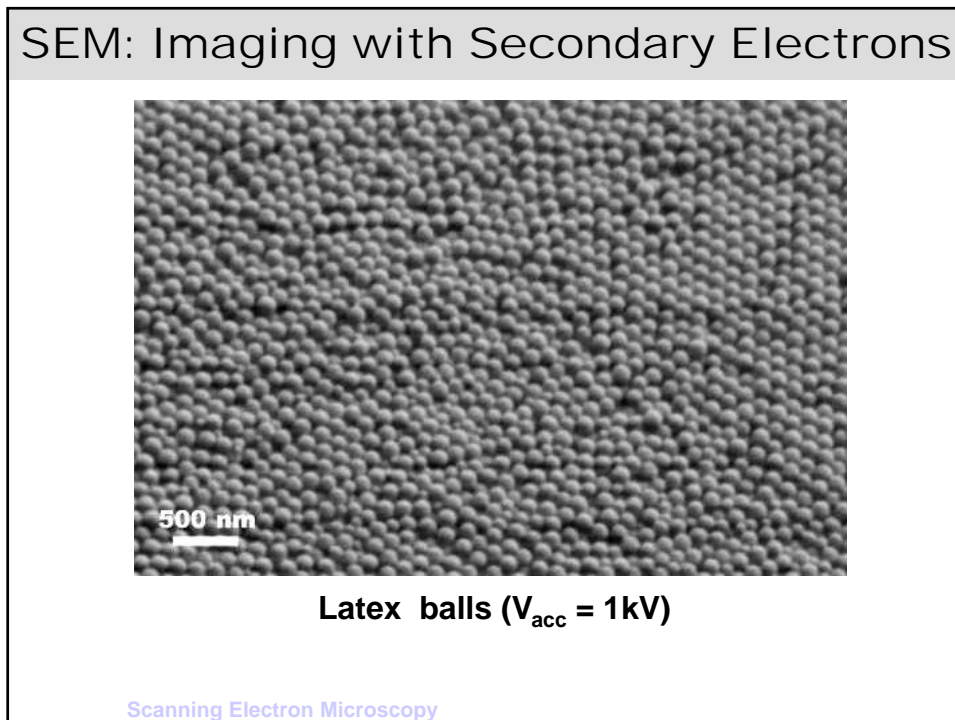 SEM: Imaging with Secondary Electrons
500 nm
Latex balls (Vacc = 1kV)
Scanning Electron Microscopy